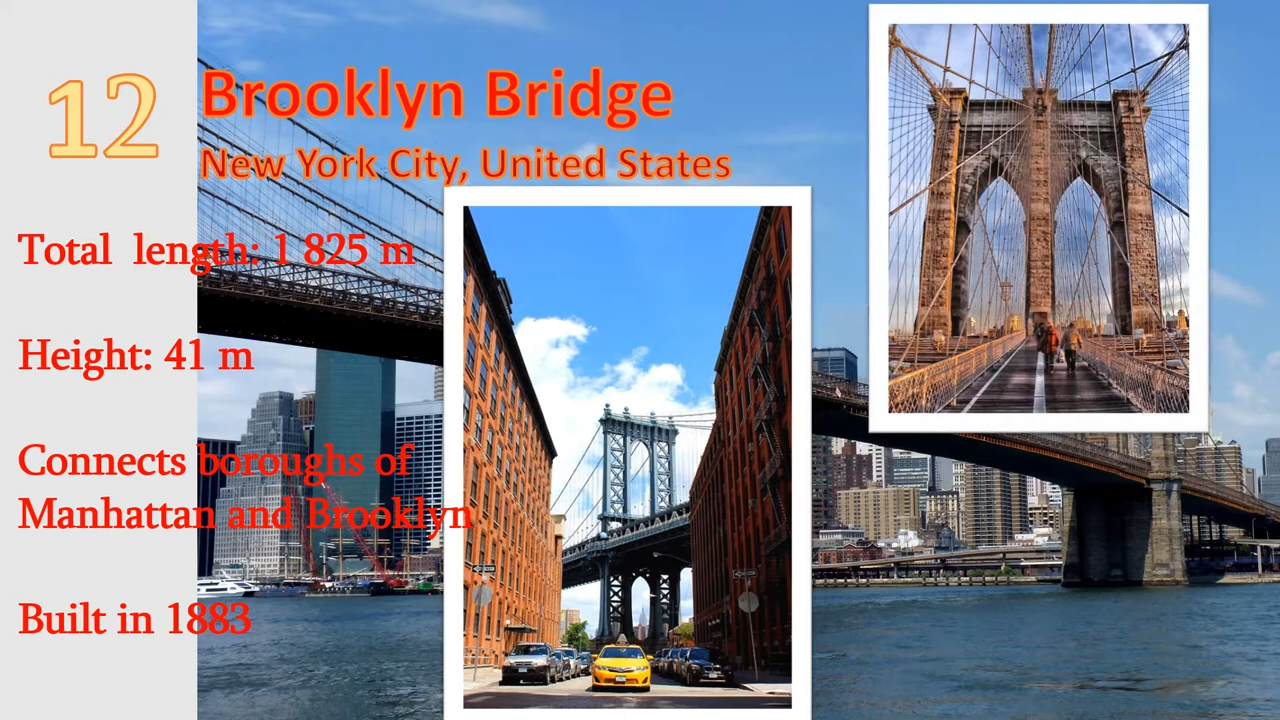 12
Brooklyn Bridge
New York City, United States
Total  length: 1 825 m
Height: 41 m
Connects boroughs of
Manhattan and Brooklyn
Built in 1883